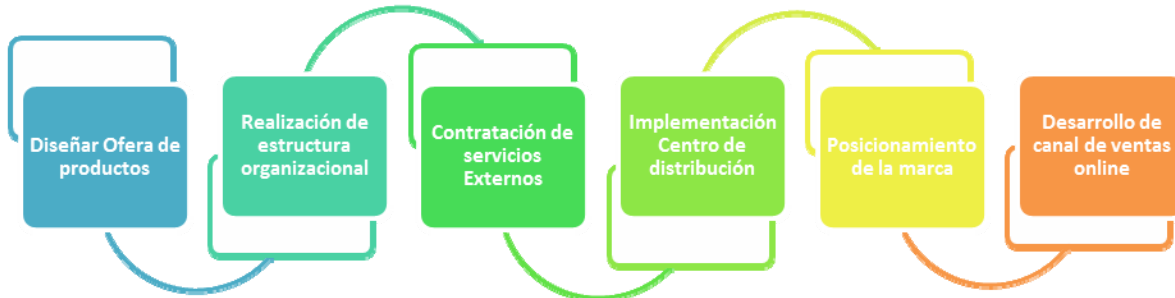 Diseñar Ofera de
productos
Realización de
estructura
organizacional
Contratación de
servicios
Externos
Implementación
Centro de
distribución
Posicionamiento
de la marca
Desarrollo de
canal de ventas
online